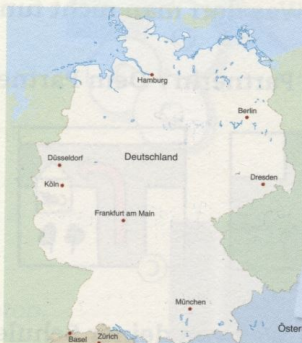 Hamburg
Berlin
Düsseldorf
Deutschland
Köln
Dresden
Frankfurt am Main
München
Öster
Basel
Zürich